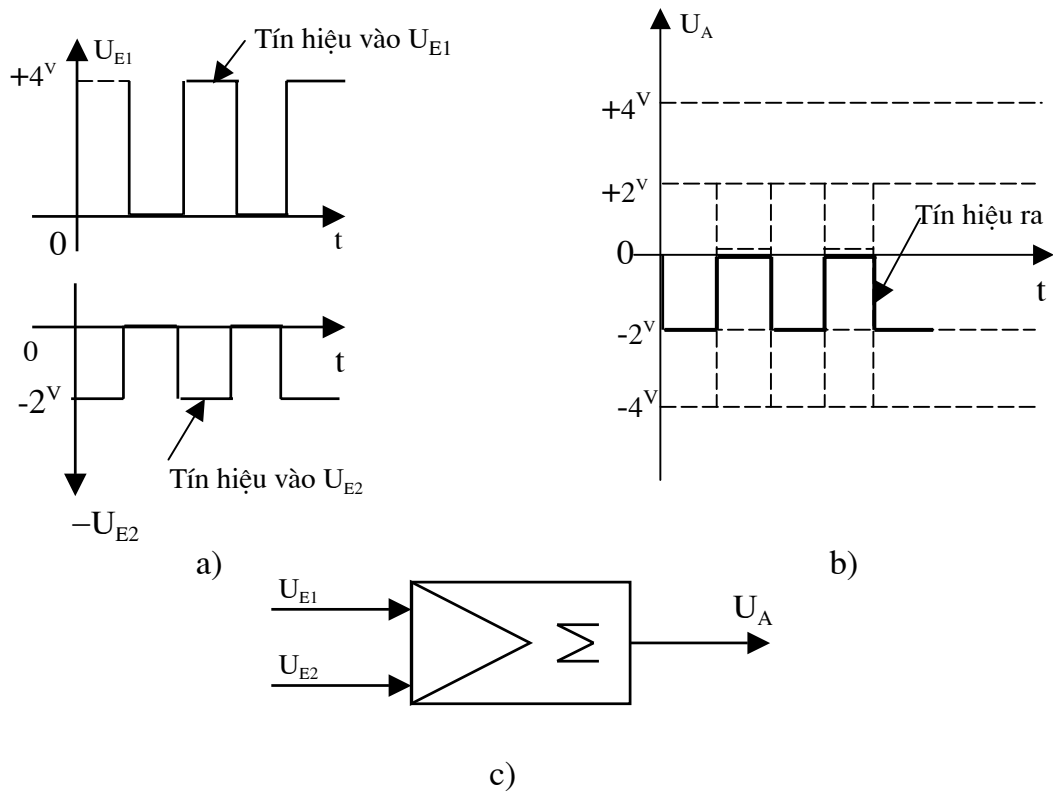 U_E1
Tín hiệu vào U_E1
+4^V
0
t
0
t
-2^V
Tín hiệu vào U_E2
–U_E2
a)
U_A
+4^V
+2^V
Tín hiệu ra
0
t
-2^V
-4^V
b)
U_E1
U_E2
Σ
U_A
c)